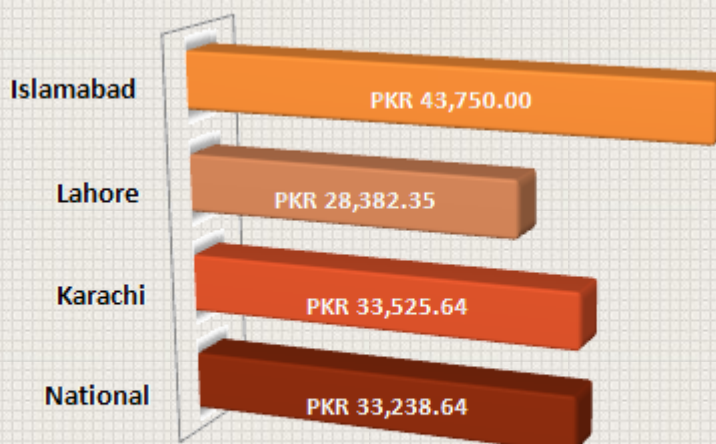 Islamabad
PKR 43,750.00
Lahore
PKR 28,382.35
Karachi
PKR 33,525.64
National
PKR 33,238.64